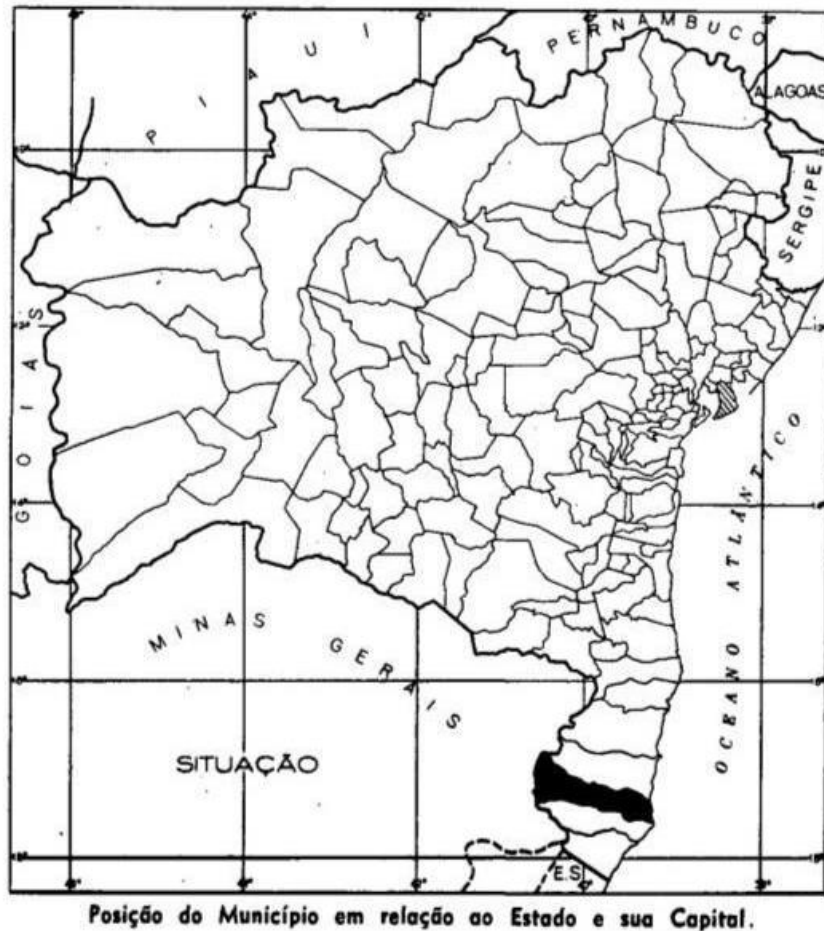 PERNAMBUCO
PIAUI
ALAGOAS
SERGIPE
GOIAS
OCEANO ATLÂNTICO
MINAS GERAIS
SITUAÇÃO
E.S
Posição do Município em relação ao Estado e sua Capital.